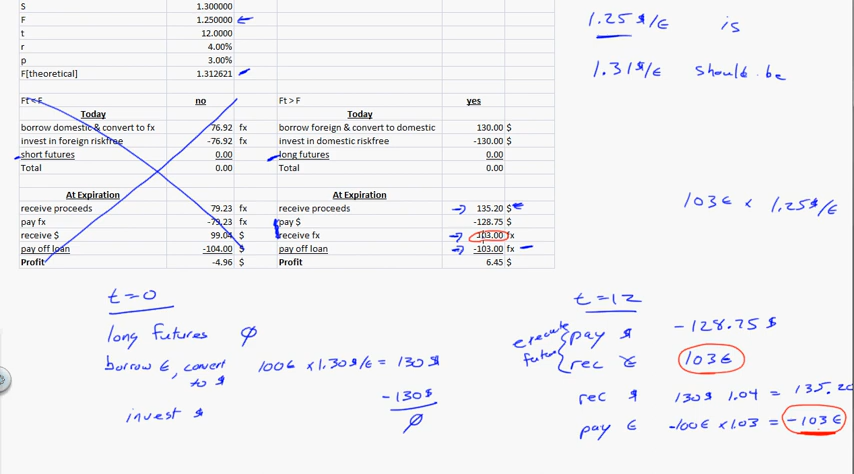 S 1.300000
F 1.250000
t 12.0000
r 4.00%
p 3.00%
F[theoretical] 1.312621
1.25 $/€ is
1.31$/€ should be
Ft < F no Ft > F yes
Today Today
borrow domestic & convert to fx 76.92 fx borrow foreign & convert to domestic 130.00 $
invest in foreign riskfree -76.92 fx invest in domestic riskfree -130.00 $
short futures 0.00 long futures 0.00
Total 0.00 Total 0.00
At Expiration At Expiration
receive proceeds 79.23 fx receive proceeds 135.20 $
pay fx -79.23 fx pay $ -128.75 $
receive $ 99.04 $ receive fx 103.00 fx
pay off loan -104.00 $ pay off loan -103.00 fx
Profit -4.96 $ Profit 6.45 $
103€ x 1.25$/€
t=0
long futures ∅
borrow €, convert to $ 100€ x 1.30$/€ = 130$
invest $ -130$
∅
t=12
execute futures { pay $ -128.75 $
rec € 103€
rec $ 130$ 1.04 = 135.20
pay € -100€ x 1.03 = -103€